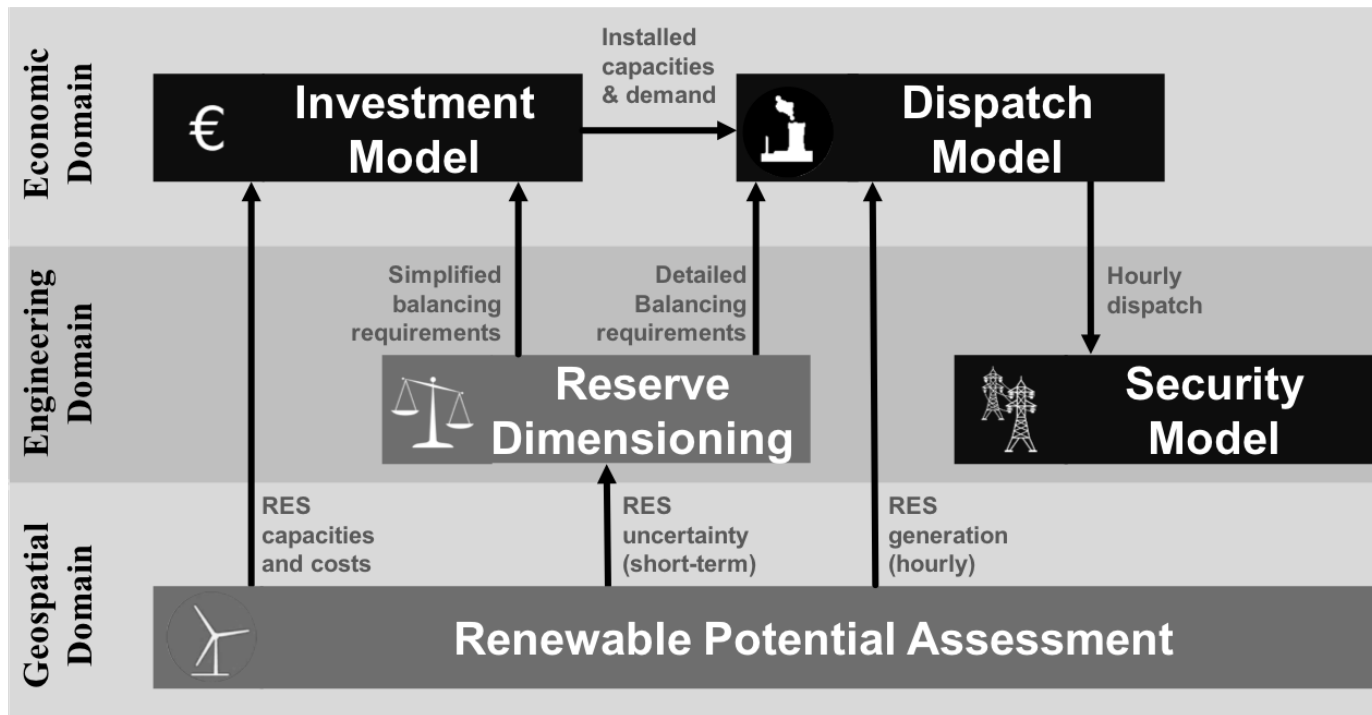 Economic
Domain
€
Investment
Model
Installed
capacities
& demand
Dispatch
Model
Engineering
Domain
Simplified
balancing
requirements
Detailed
Balancing
requirements
Hourly
dispatch
Reserve
Dimensioning
Security
Model
Geospatial
Domain
RES
capacities
and costs
RES
uncertainty
(short-term)
RES
generation
(hourly)
Renewable Potential Assessment